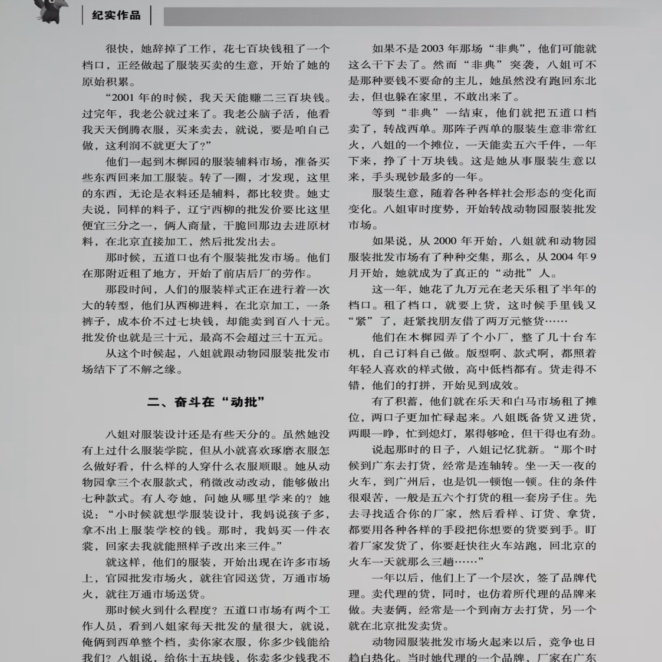 纪实作品
很快，她辞掉了工作，花七百块钱租了一个
档口，正经做起了服装买卖的生意，开始了她的
原始积累。
“2001 年的时候，我天天能赚二三百块钱。
过完年，我老公就过来了。我老公脑子活，他看
我天天倒腾衣服，买来卖去，就说，要是咱自己
做，这利润不就更大了?”
他们一起到木樨园的服装辅料市场，准备买
些东西回来加工服装。转了一圈，才发现，这里
的东西，无论是衣料还是辅料，都比较贵。她丈
夫说，同样的料子，辽宁西柳的批发价要比这里
便宜三分之一，俩人商量，干脆回那边去进原材
料，在北京直接加工，然后批发出去。
那时候，五道口也有个服装批发市场。他们
在那附近租了地方，开始了前店后厂的劳作。
那段时间，人们的服装样式正在进行着一次
大的转型，他们从西柳进料，在北京加工，一条
裤子，成本价不过七块钱，却能卖到百八十元。
批发价也就是三十元，最高不会超过三十五元。
从这个时候起，八姐就跟动物园服装批发市
场结下了不解之缘。
二、奋斗在“动批”
八姐对服装设计还是有些天分的。虽然她没
有上过什么服装学院，但从小就喜欢琢磨衣服怎
么做好看，什么样的人穿什么衣服顺眼。她从动
物园拿三个衣服款式，稍微改动改动，能够做出
七种款式。有人夸她，问她从哪里学来的? 她
说：“小时候就想学服装设计，我妈说孩子多，
拿不出上服装学校的钱。那时，我妈买一件衣
裳，回家去我就能照样子改出来三件。”
就这样，他们的服装，开始出现在许多市场
上，官园批发市场火，就往官园送货，万通市场
火，就往万通市场送货。
那时候火到什么程度? 五道口市场有两个工
作人员，看到八姐家每天批发的量很大，就说，
俺俩到西单整个档，卖你家衣服，你多少钱能给
我们? 八姐说，给你十五块钱，你卖多少钱我不
如果不是 2003 年那场“非典”，他们可能就
这么干下去了。然而“非典” 突袭，八姐可不
是那种要钱不要命的主儿，她虽然没有跑回东北
去，但也躲在家里，不敢出来了。
等到“非典” 一结束，他们就把五道口档
卖了，转战西单。那阵子西单的服装生意非常红
火，八姐的一个摊位，一天能卖五六千件，一年
下来，挣了十万块钱。这是她从事服装生意以
来，手头现钞最多的一年。
服装生意，随着各种各样社会形态的变化而
变化。八姐审时度势，开始转战动物园服装批发
市场。
如果说，从 2000 年开始，八姐就和动物园
服装批发市场有了种种交集，那么，从 2004 年 9
月开始，她就成为了真正的“动批”人。
这一年，她花了九万元在老天乐租了半年的
档口。租了档口，就要上货，这时候手里钱又
“紧”了，赶紧找朋友借了两万元整货……
他们在木樨园弄了个小厂，整了几十台车
机，自己订料自己做。版型啊、款式啊，都照着
年轻人喜欢的样式做，高中低档都有。货走得不
错，他们的打拼，开始见到成效。
有了积蓄，他们就在乐天和白马市场租了摊
位，两口子更加忙碌起来。八姐既备货又进货，
两眼一睁，忙到熄灯，累得够呛，但干得也有劲。
说起那时的日子，八姐记忆犹新。“那个时
候到广东去打货，经常是连轴转。坐一天一夜的
火车，到广州后，也是饥一顿饱一顿。住的条件
很艰苦，一般是五六个打货的租一套房子住。先
去寻找适合你的厂家，然后看样、订货、拿货，
都要用各种各样的手段把你想要的货要到手。盯
着厂家发货了，你要赶快往火车站跑，回北京的
火车一天就那么三趟……”
一年以后，他们上了一个层次，签了品牌代
理。卖代理的货，同时，也仿着所代理的品牌来
做。夫妻俩，经常是一个到南方去打货，另一个
就在北京批发卖货。
动物园服装批发市场火起来以后，竞争也日
趋白热化。当时她代理的一个品牌，厂家在广东